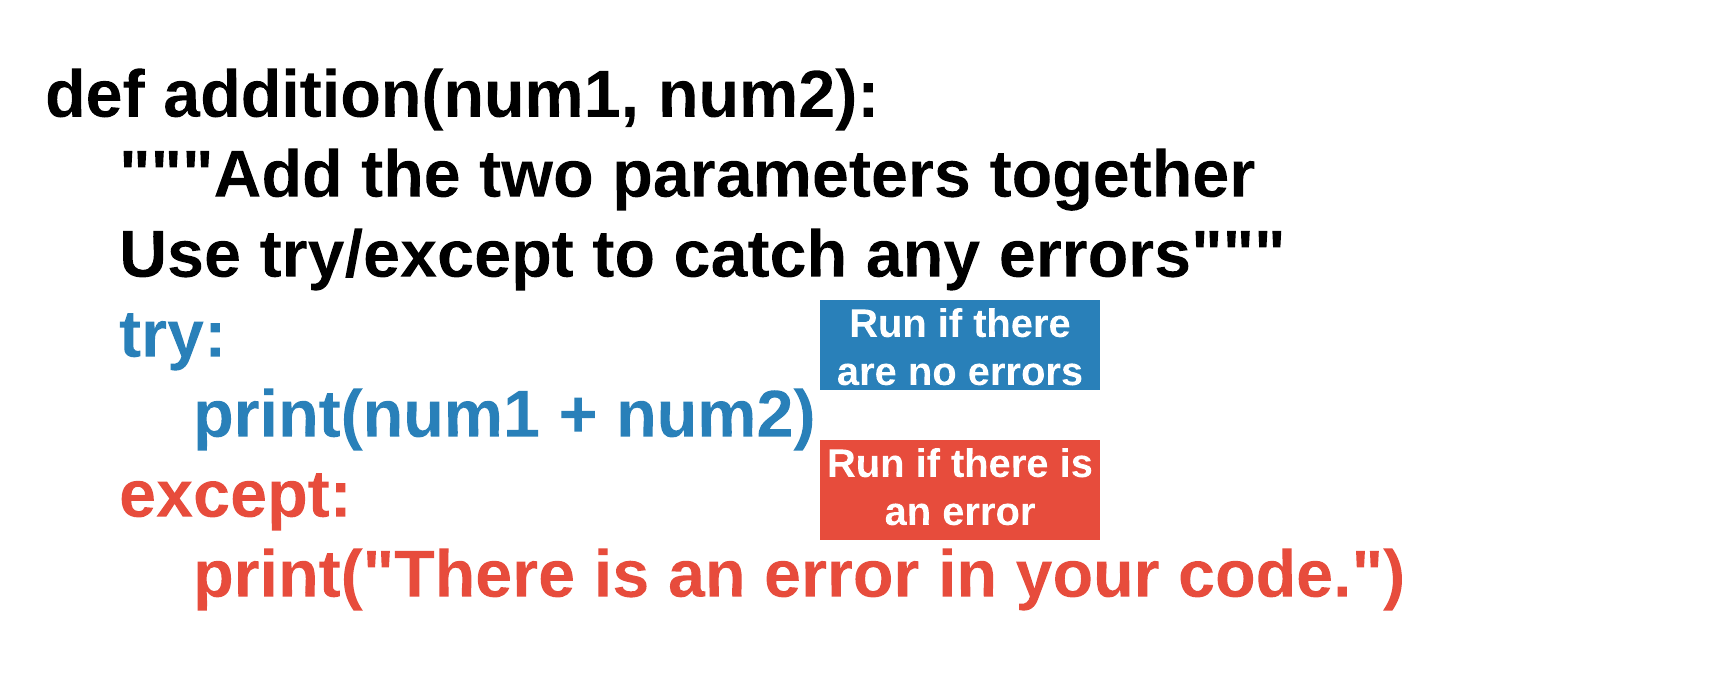 def addition(num1, num2):
"""Add the two parameters together
Use try/except to catch any errors"""
try:
Run if there
are no errors
print(num1 + num2)
Run if there is
an error
except:
print("There is an error in your code.")